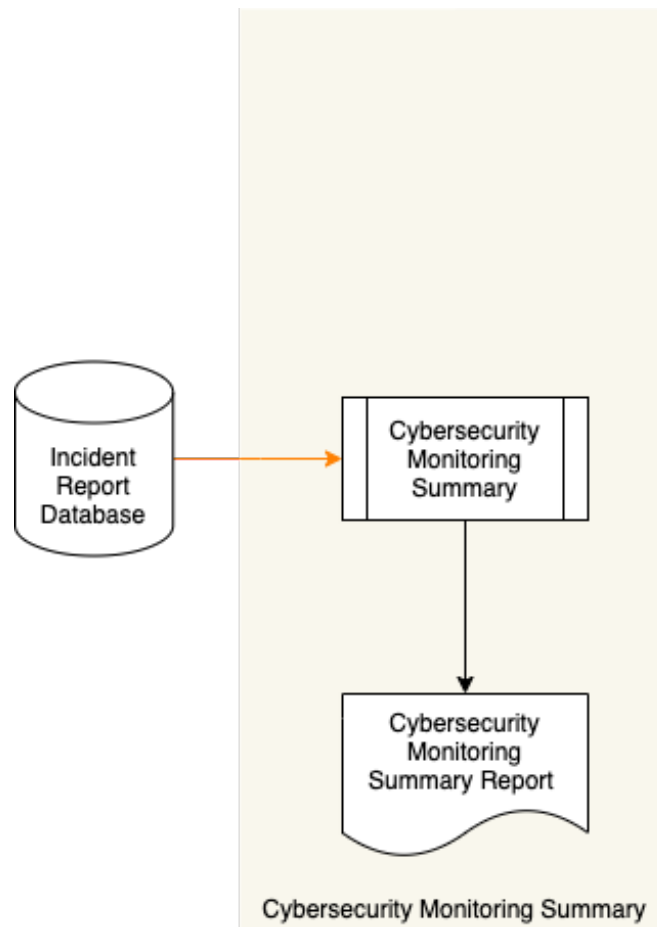 Incident
Report
Database
Cybersecurity
Monitoring
Summary
Cybersecurity
Monitoring
Summary Report
Cybersecurity Monitoring Summary